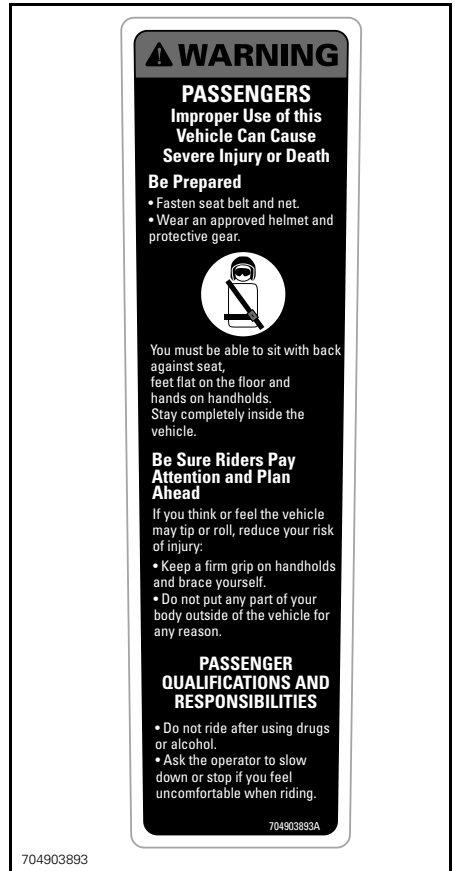 WARNING
PASSENGERS
Improper Use of this
Vehicle Can Cause
Severe Injury or Death
Be Prepared
• Fasten seat belt and net.
• Wear an approved helmet and
protective gear.
You must be able to sit with back
against seat,
feet flat on the floor and
hands on handholds.
Stay completely inside the
vehicle.
Be Sure Riders Pay
Attention and Plan
Ahead
If you think or feel the vehicle
may tip or roll, reduce your risk
of injury:
• Keep a firm grip on handholds
and brace yourself.
• Do not put any part of your
body outside of the vehicle for
any reason.
PASSENGER
QUALIFICATIONS AND
RESPONSIBILITIES
• Do not ride after using drugs
or alcohol.
• Ask the operator to slow
down or stop if you feel
uncomfortable when riding.
704903893A
704903893